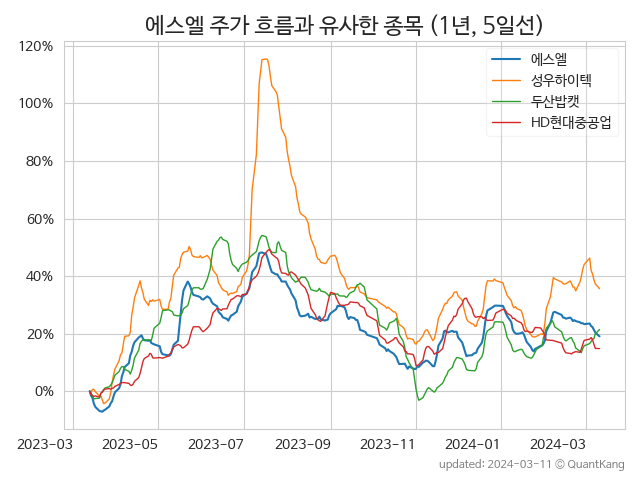 에스엘 주가 흐름과 유사한 종목 (1년, 5일선)
120%
100%
80%
60%
40%
20%
0%
에스엘
성우하이텍
두산밥캣
HD현대중공업
2023-03 2023-05 2023-07 2023-09 2023-11 2024-01 2024-03
updated: 2024-03-11 © QuantKang